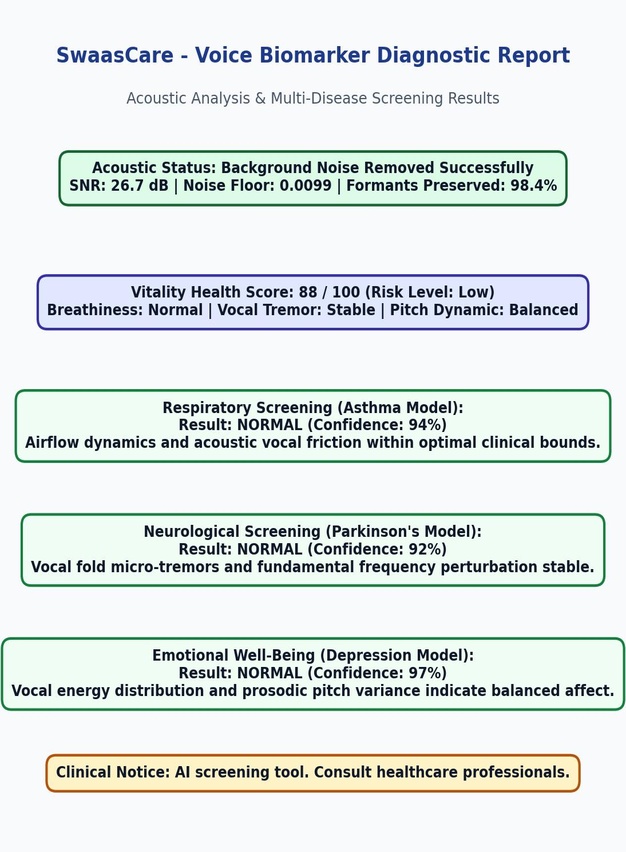 SwaasCare - Voice Biomarker Diagnostic Report
Acoustic Analysis & Multi-Disease Screening Results
Acoustic Status: Background Noise Removed Successfully
SNR: 26.7 dB | Noise Floor: 0.0099 | Formants Preserved: 98.4%
Vitality Health Score: 88 / 100 (Risk Level: Low)
Breathiness: Normal | Vocal Tremor: Stable | Pitch Dynamic: Balanced
Respiratory Screening (Asthma Model):
Result: NORMAL (Confidence: 94%)
Airflow dynamics and acoustic vocal friction within optimal clinical bounds.
Neurological Screening (Parkinson's Model):
Result: NORMAL (Confidence: 92%)
Vocal fold micro-tremors and fundamental frequency perturbation stable.
Emotional Well-Being (Depression Model):
Result: NORMAL (Confidence: 97%)
Vocal energy distribution and prosodic pitch variance indicate balanced affect.
Clinical Notice: AI screening tool. Consult healthcare professionals.